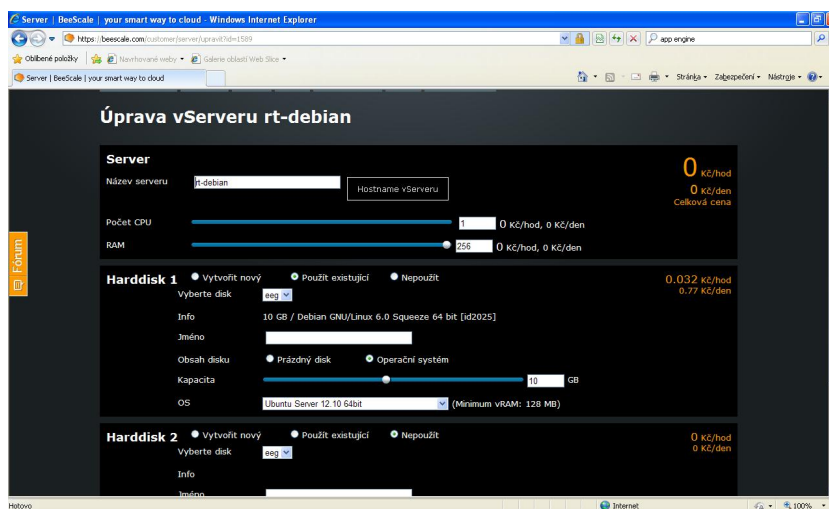 Server | BeeScale | your smart way to cloud - Windows Internet Explorer
https://beescale.com/customer/server/upravit?id=1589
app engine
Oblíbené položky Navrhované weby Galerie oblastí Web Slice
Server | BeeScale | your smart way to cloud
Stránka Zabezpečení Nástroje
Úprava vServeru rt-debian
Server
0 Kč/hod
Název serveru rt-debian Hostname vServeru
0 Kč/den
Celková cena
Počet CPU 1 0 Kč/hod, 0 Kč/den
RAM 256 0 Kč/hod, 0 Kč/den
Fórum
Harddisk 1 Vytvořit nový Použít existující Nepoužít 0.032 Kč/hod
Vyberte disk eeg 0.77 Kč/den
Info 10 GB / Debian GNU/Linux 6.0 Squeeze 64 bit [id2025]
Jméno
Obsah disku Prázdný disk Operační systém
Kapacita 10 GB
OS Ubuntu Server 12.10 64bit (Minimum vRAM: 128 MB)
Harddisk 2 Vytvořit nový Použít existující Nepoužít 0 Kč/hod
Vyberte disk eeg 0 Kč/den
Info
Jméno
Hotovo Internet 100%